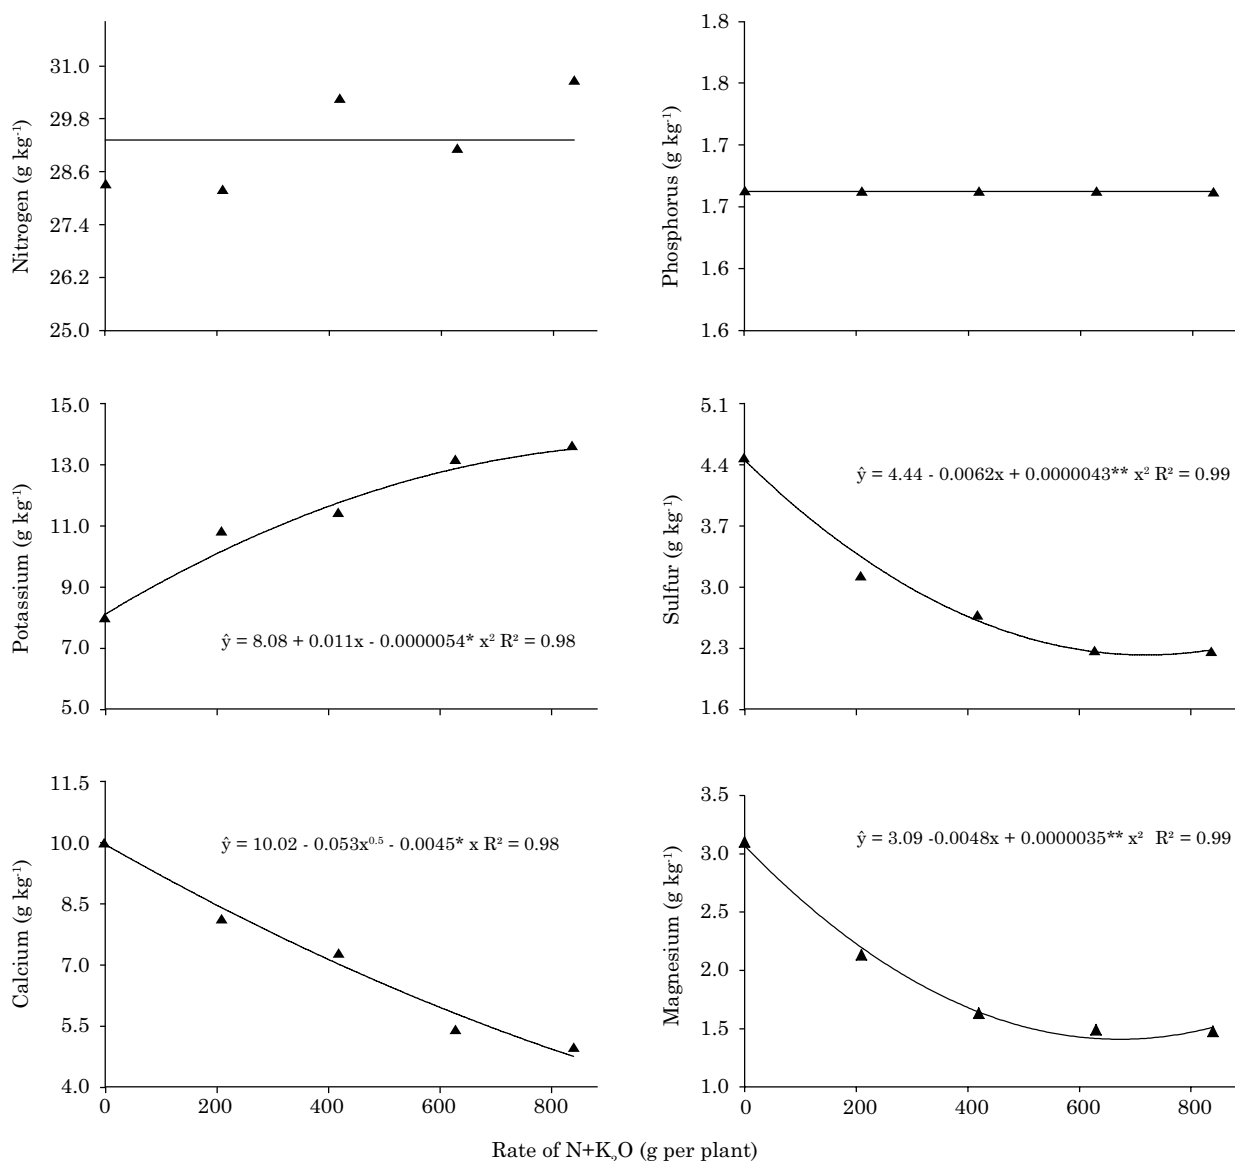 31.0
29.8
28.6
27.4
26.2
25.0
Nitrogen (g kg⁻¹)
1.8
1.8
1.7
1.7
1.6
1.6
Phosphorus (g kg⁻¹)
15.0
13.0
11.0
9.0
7.0
5.0
Potassium (g kg⁻¹)
ŷ = 8.08 + 0.011x - 0.0000054* x² R² = 0.98
5.1
4.4
3.7
3.0
2.3
1.6
Sulfur (g kg⁻¹)
ŷ = 4.44 - 0.0062x + 0.0000043** x² R² = 0.99
11.5
10.0
8.5
7.0
5.5
4.0
Calcium (g kg⁻¹)
ŷ = 10.02 - 0.053x⁰·⁵ - 0.0045* x R² = 0.98
0 200 400 600 800
3.5
3.0
2.5
2.0
1.5
1.0
Magnesium (g kg⁻¹)
ŷ = 3.09 -0.0048x + 0.0000035** x² R² = 0.99
0 200 400 600 800
Rate of N+K₂O (g per plant)